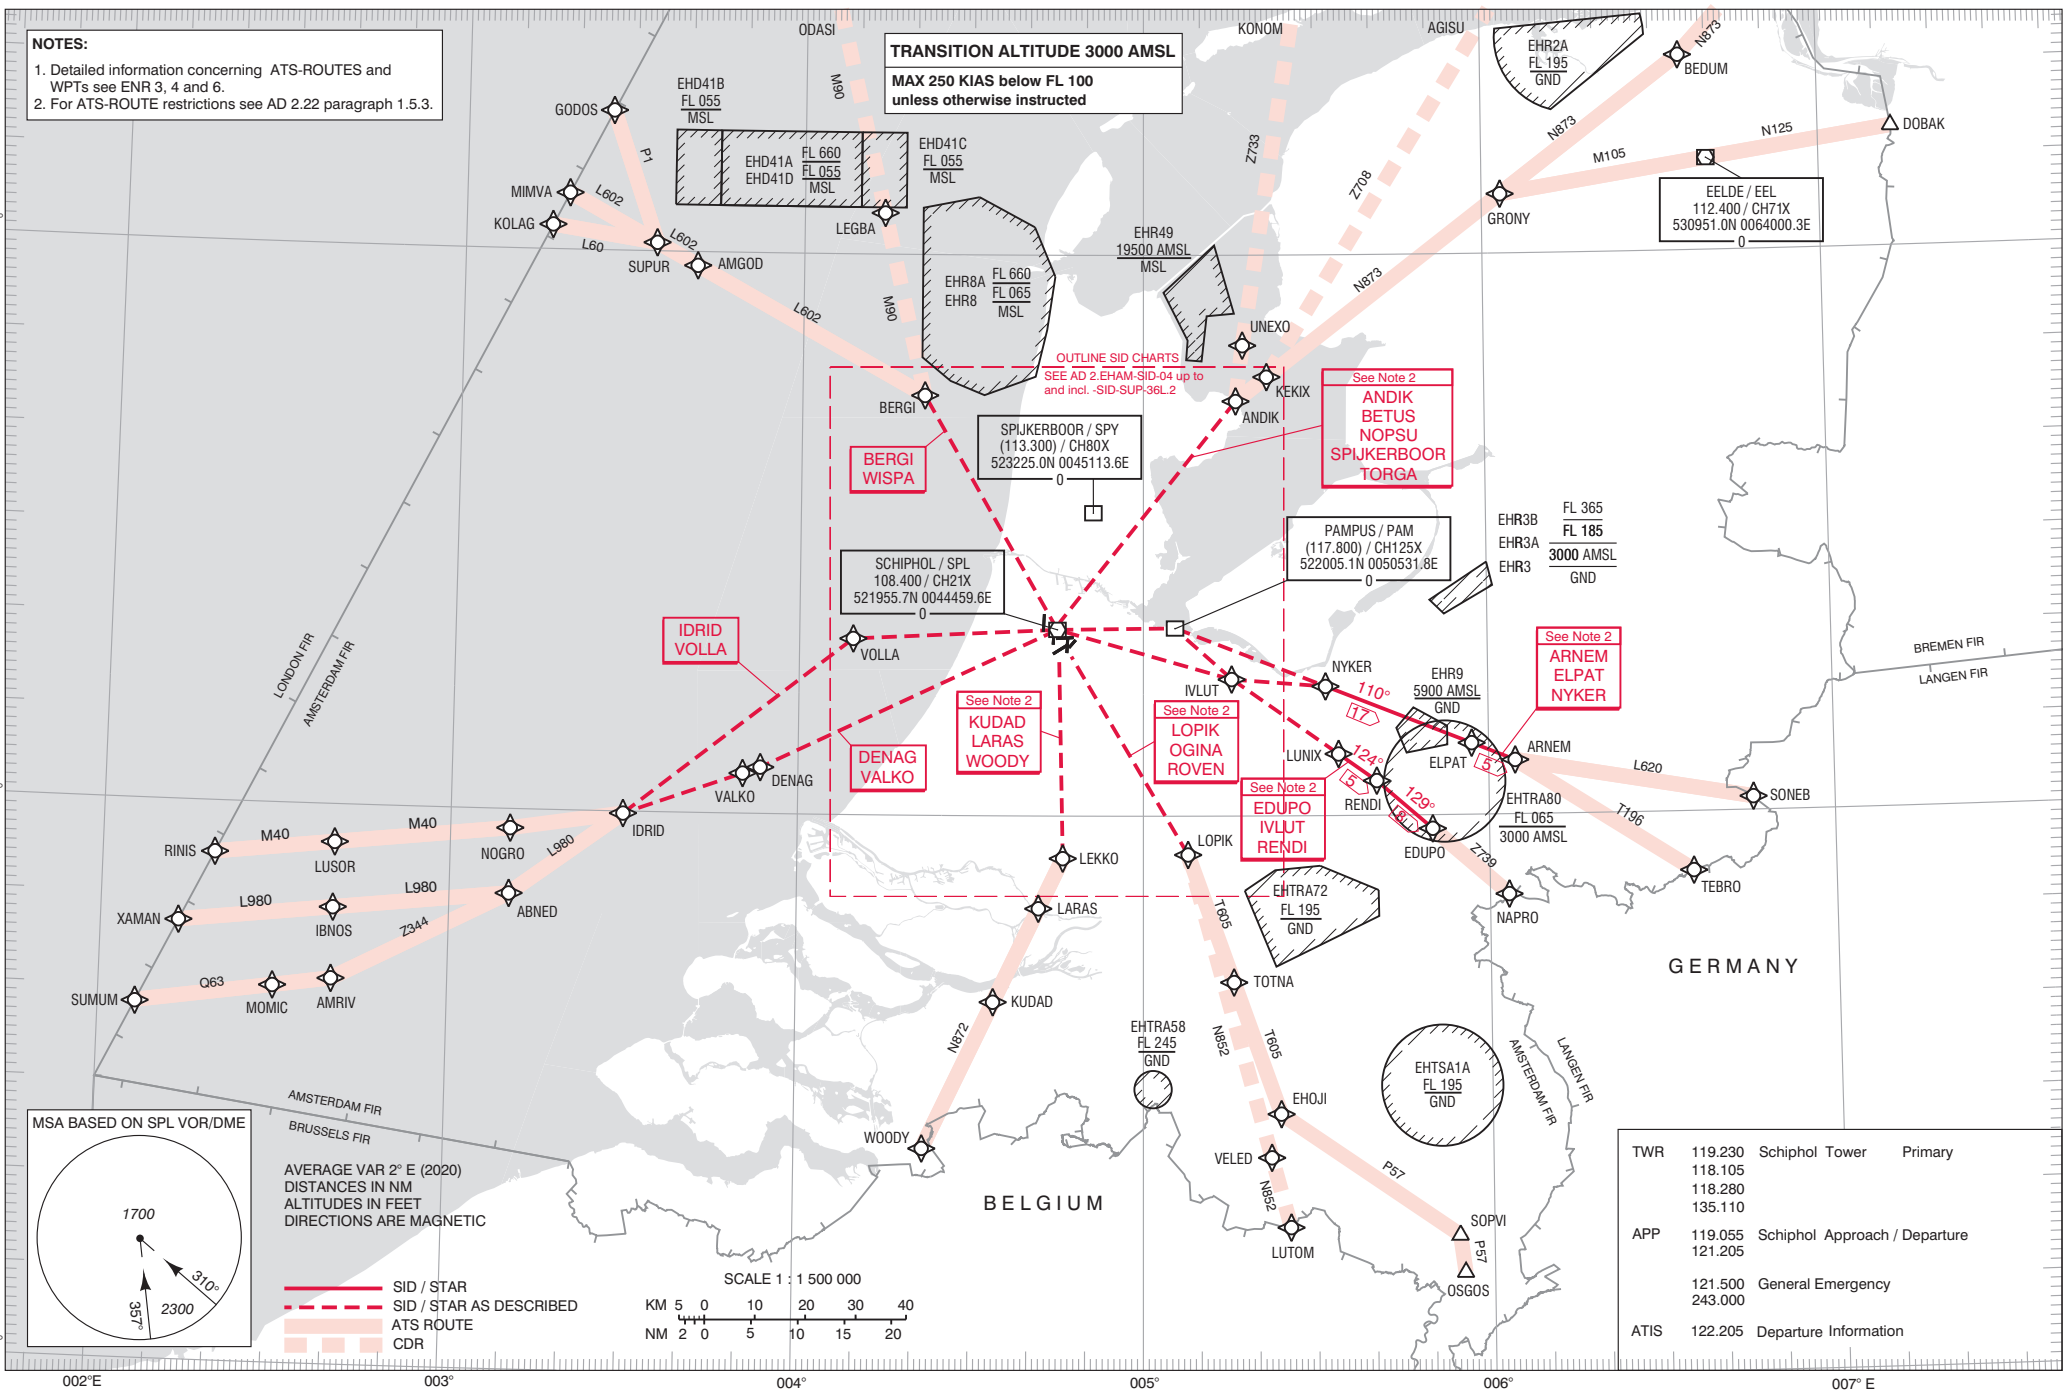 NOTES:
1. Detailed information concerning ATS-ROUTES and
WPTs see ENR 3, 4 and 6.
2. For ATS-ROUTE restrictions see AD 2.22 paragraph 1.5.3.
TRANSITION ALTITUDE 3000 AMSL
MAX 250 KIAS below FL 100
unless otherwise instructed
ODASI
M90
KONOM
AGISU
Z733
Z708
EHR2A
FL 195
GND
N873
BEDUM
N873
DOBAK
N125
M105
EELDE / EEL
112.400 / CH71X
530951.0N 0064000.3E
0
GRONY
N873
GODOS
P1
MIMVA
L602
KOLAG
L60
L602
SUPUR
AMGOD
L602
EHD41B
FL 055
MSL
EHD41A
EHD41D
FL 660
FL 055
MSL
EHD41C
FL 055
MSL
LEGBA
M90
EHR8A
EHR8
FL 660
FL 065
MSL
EHR49
19500 AMSL
MSL
UNEXO
KEKIX
ANDIK
OUTLINE SID CHARTS
SEE AD 2.EHAM-SID-04 up to
and incl. -SID-SUP-36L.2
BERGI
BERGI
WISPA
SPIJKERBOOR / SPY
(113.300) / CH80X
523225.0N 0045113.6E
0
See Note 2
ANDIK
BETUS
NOPSU
SPIJKERBOOR
TORGA
PAMPUS / PAM
(117.800) / CH125X
522005.1N 0050531.8E
0
EHR3B
EHR3A
EHR3
FL 365
FL 185
3000 AMSL
GND
SCHIPHOL / SPL
108.400 / CH21X
521955.7N 0044459.6E
0
IDRID
VOLLA
VOLLA
LONDON FIR
AMSTERDAM FIR
BREMEN FIR
LANGEN FIR
See Note 2
ARNEM
ELPAT
NYKER
NYKER
IVLUT
110°
17
EHR9
5900 AMSL
GND
See Note 2
KUDAD
LARAS
WOODY
See Note 2
LOPIK
OGINA
ROVEN
DENAG
VALKO
VALKO
DENAG
LUNIX
124°
5
RENDI
129°
8
ELPAT
5
ARNEM
L620
SONEB
T196
TEBRO
See Note 2
EDUPO
IVLUT
RENDI
EHTRA80
FL 065
3000 AMSL
EDUPO
Z739
NAPRO
IDRID
RINIS
M40
LUSOR
M40
NOGRO
L980
XAMAN
L980
IBNOS
L980
ABNED
Z344
SUMUM
Q63
MOMIC
AMRIV
LEKKO
LARAS
KUDAD
N872
WOODY
LOPIK
T605
EHTRA72
FL 195
GND
TOTNA
N852
T605
EHTRA58
FL 245
GND
EHOJI
VELED
N852
LUTOM
P57
SOPVI
P57
OSGOS
EHTSA1A
FL 195
GND
AMSTERDAM FIR
LANGEN FIR
GERMANY
BELGIUM
AMSTERDAM FIR
BRUSSELS FIR
MSA BASED ON SPL VOR/DME
1700
310°
357°
2300
AVERAGE VAR 2° E (2020)
DISTANCES IN NM
ALTITUDES IN FEET
DIRECTIONS ARE MAGNETIC
SID / STAR
SID / STAR AS DESCRIBED
ATS ROUTE
CDR
SCALE 1 : 1 500 000
KM 5 0 10 20 30 40
NM 2 0 5 10 15 20
TWR 119.230 Schiphol Tower Primary
118.105
118.280
135.110
APP 119.055 Schiphol Approach / Departure
121.205
121.500 General Emergency
243.000
ATIS 122.205 Departure Information
002°E 003° 004° 005° 006° 007° E